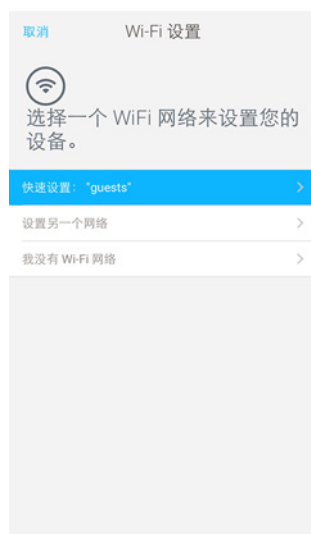 取消 Wi-Fi 设置
选择一个 WiFi 网络来设置您的
设备。
快速设置： "guests"
设置另一个网络
我没有 Wi-Fi 网络